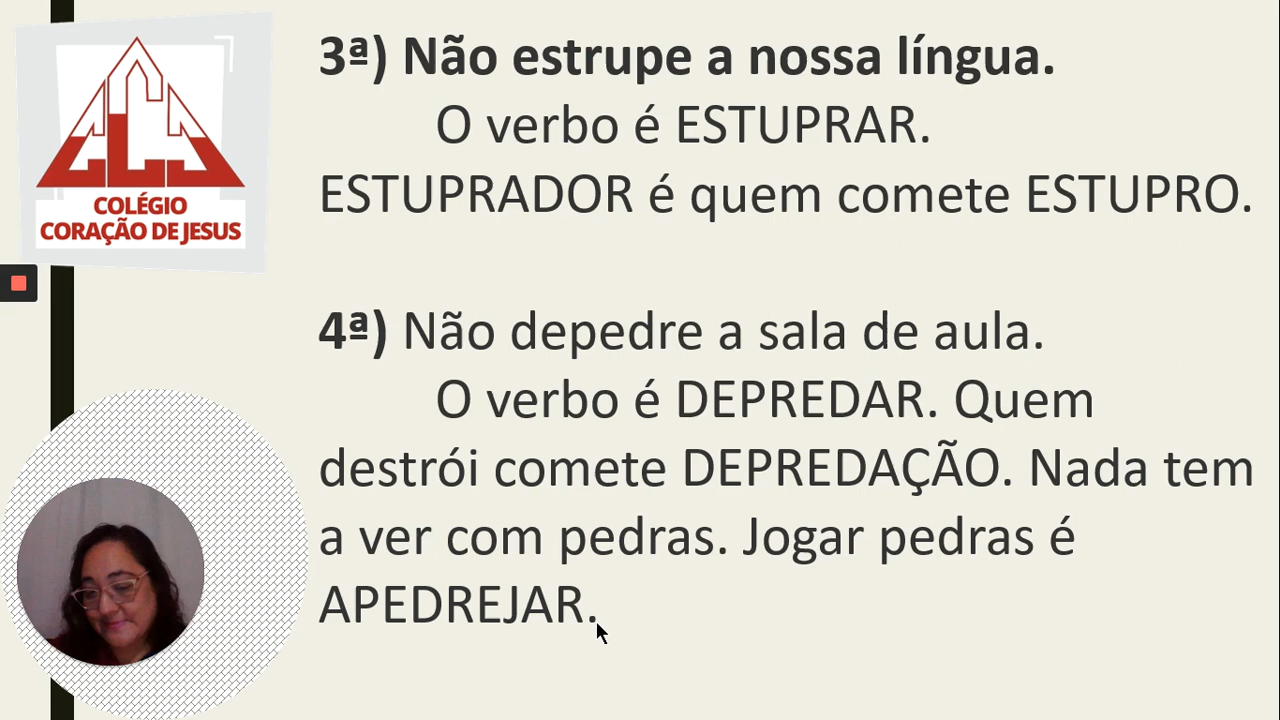 3ª) Não estrupe a nossa língua.
O verbo é ESTUPRAR.
ESTUPRADOR é quem comete ESTUPRO.
4ª) Não depedre a sala de aula.
O verbo é DEPREDAR. Quem
destrói comete DEPREDAÇÃO. Nada tem
a ver com pedras. Jogar pedras é
APEDREJAR.
CCJ
COLÉGIO
CORAÇÃO DE JESUS